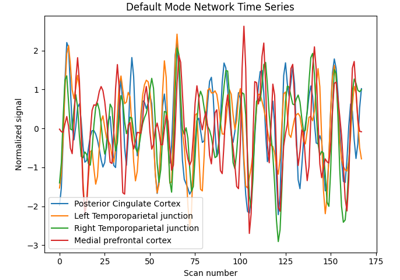 Default Mode Network Time Series
Normalized signal
2
1
0
−1
−2
−3
Posterior Cingulate Cortex
Left Temporoparietal junction
Right Temporoparietal junction
Medial prefrontal cortex
0 25 50 75 100 125 150 175
Scan number